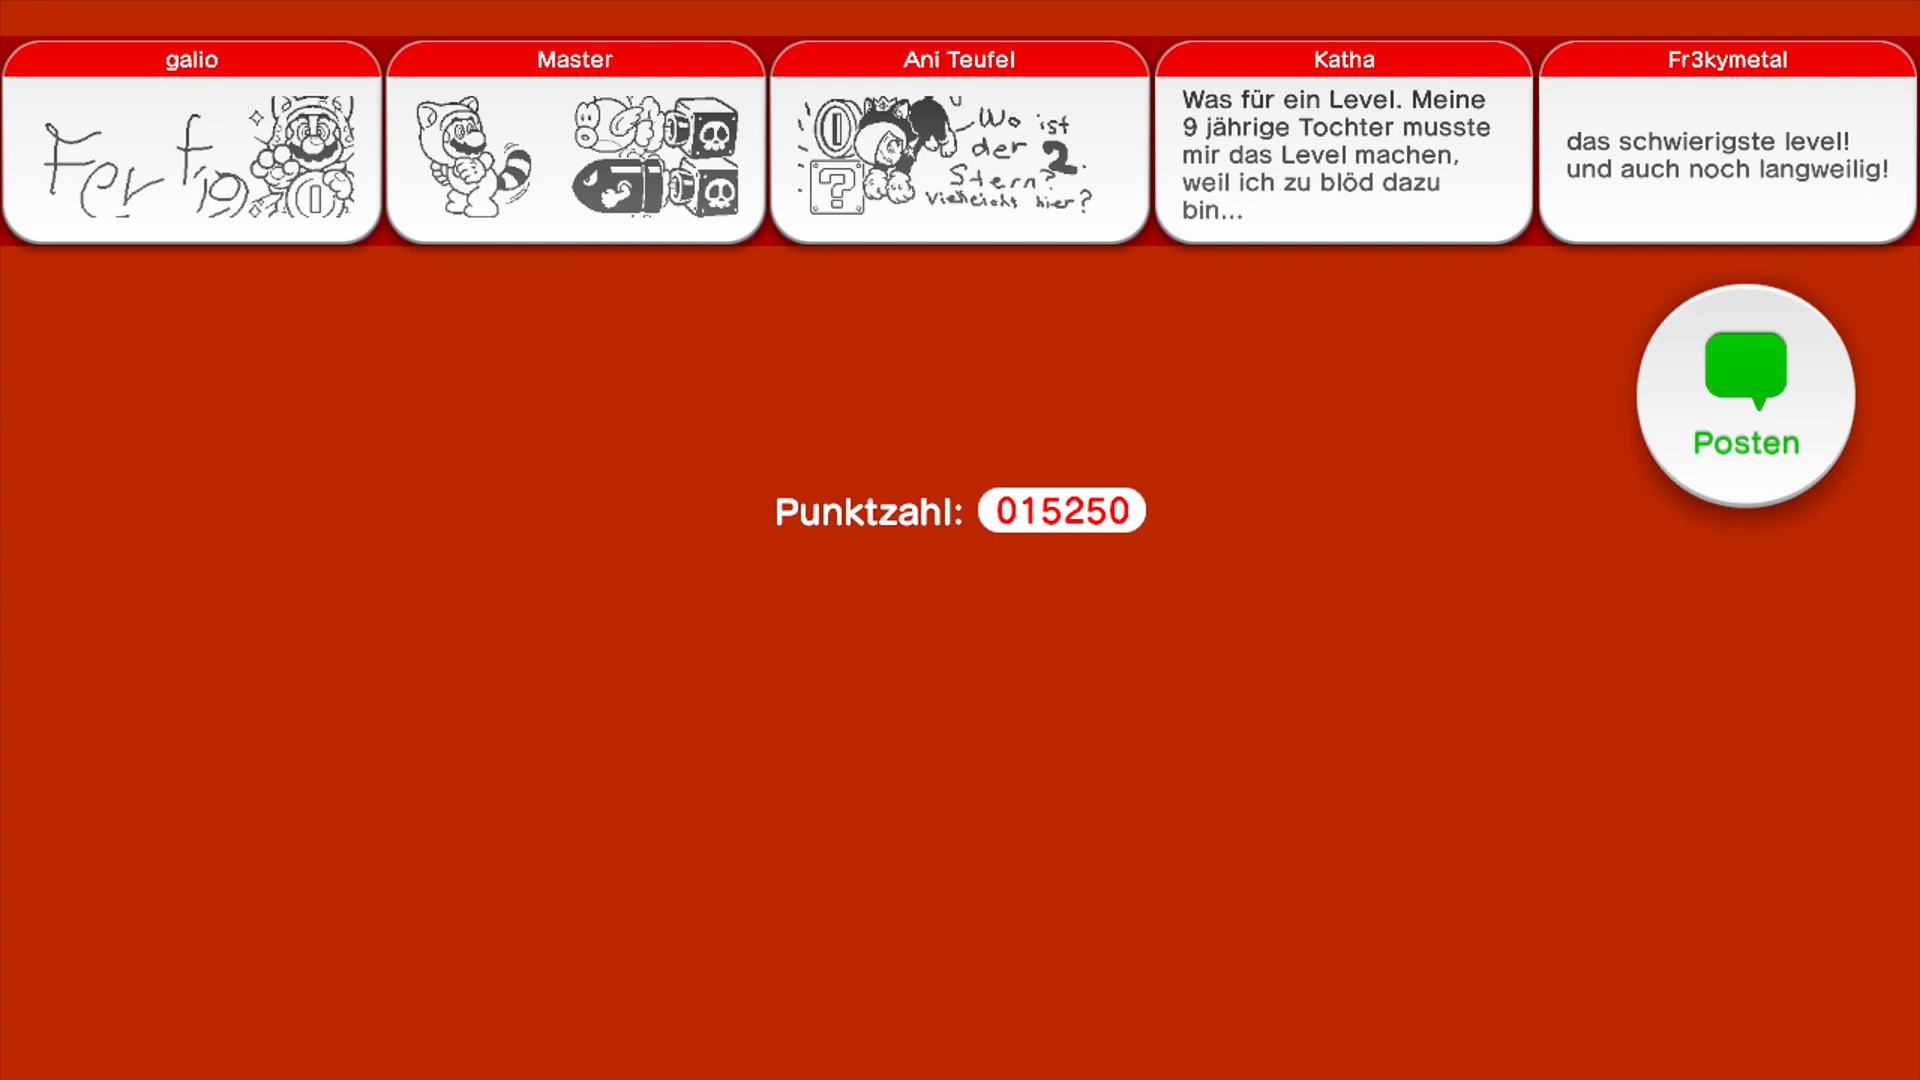 galio
Fertig
Master
Ani Teufel
Wo ist
der 2.
Stern?
Vielleicht hier?
Katha
Was für ein Level. Meine
9 jährige Tochter musste
mir das Level machen,
weil ich zu blöd dazu
bin...
Fr3kymetal
das schwierigste level!
und auch noch langweilig!
Posten
Punktzahl: 015250